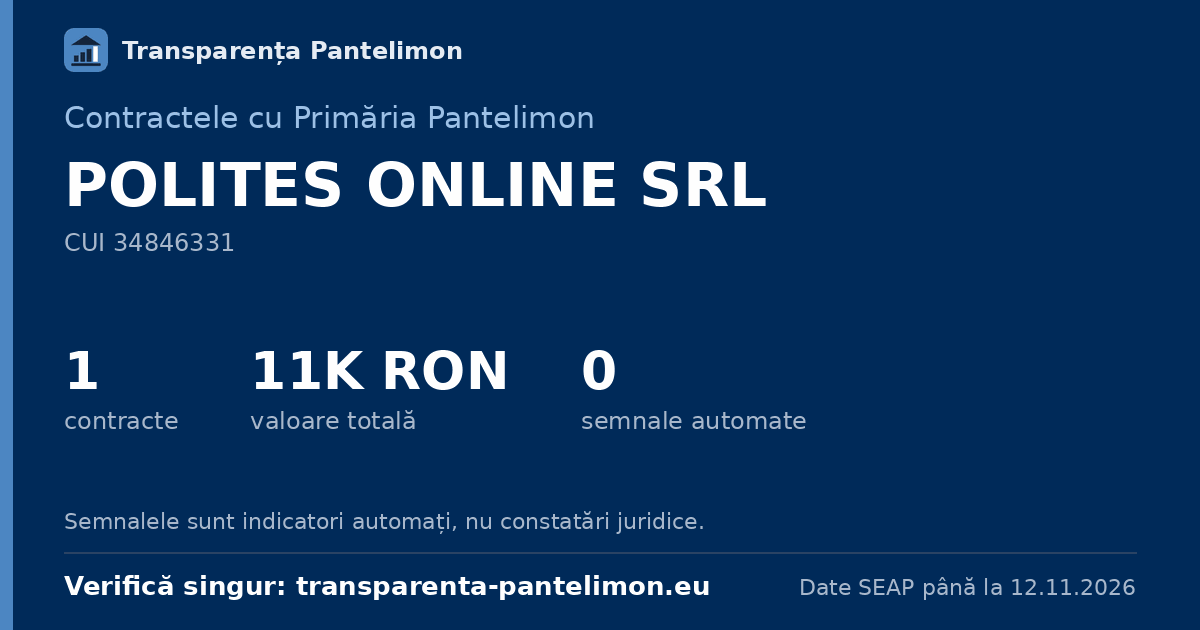 Transparența Pantelimon
Contractele cu Primăria Pantelimon
POLITES ONLINE SRL
CUI 34846331
1
contracte
11K RON
valoare totală
0
semnale automate
Semnalele sunt indicatori automați, nu constatări juridice.
Verifică singur: transparenta-pantelimon.eu
Date SEAP până la 12.11.2026